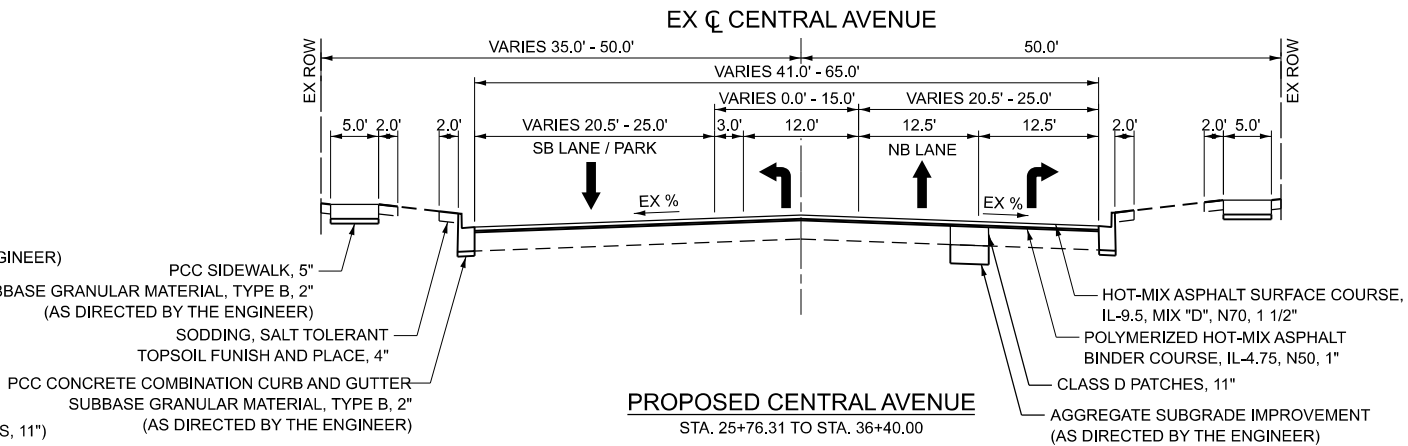 EX ℄ CENTRAL AVENUE
EX ROW
VARIES 35.0' - 50.0'
50.0'
EX ROW
VARIES 41.0' - 65.0'
VARIES 0.0' - 15.0'
VARIES 20.5' - 25.0'
5.0'
2.0'
2.0'
VARIES 20.5' - 25.0'
3.0'
12.0'
12.5'
12.5'
2.0'
2.0'
5.0'
SB LANE / PARK
NB LANE
EX %
EX %
GINEER)
PCC SIDEWALK, 5"
BBASE GRANULAR MATERIAL, TYPE B, 2"
(AS DIRECTED BY THE ENGINEER)
SODDING, SALT TOLERANT
TOPSOIL FUNISH AND PLACE, 4"
PCC CONCRETE COMBINATION CURB AND GUTTER
SUBBASE GRANULAR MATERIAL, TYPE B, 2"
(AS DIRECTED BY THE ENGINEER)
S, 11")
HOT-MIX ASPHALT SURFACE COURSE,
IL-9.5, MIX "D", N70, 1 1/2"
POLYMERIZED HOT-MIX ASPHALT
BINDER COURSE, IL-4.75, N50, 1"
CLASS D PATCHES, 11"
AGGREGATE SUBGRADE IMPROVEMENT
(AS DIRECTED BY THE ENGINEER)
PROPOSED CENTRAL AVENUE
STA. 25+76.31 TO STA. 36+40.00